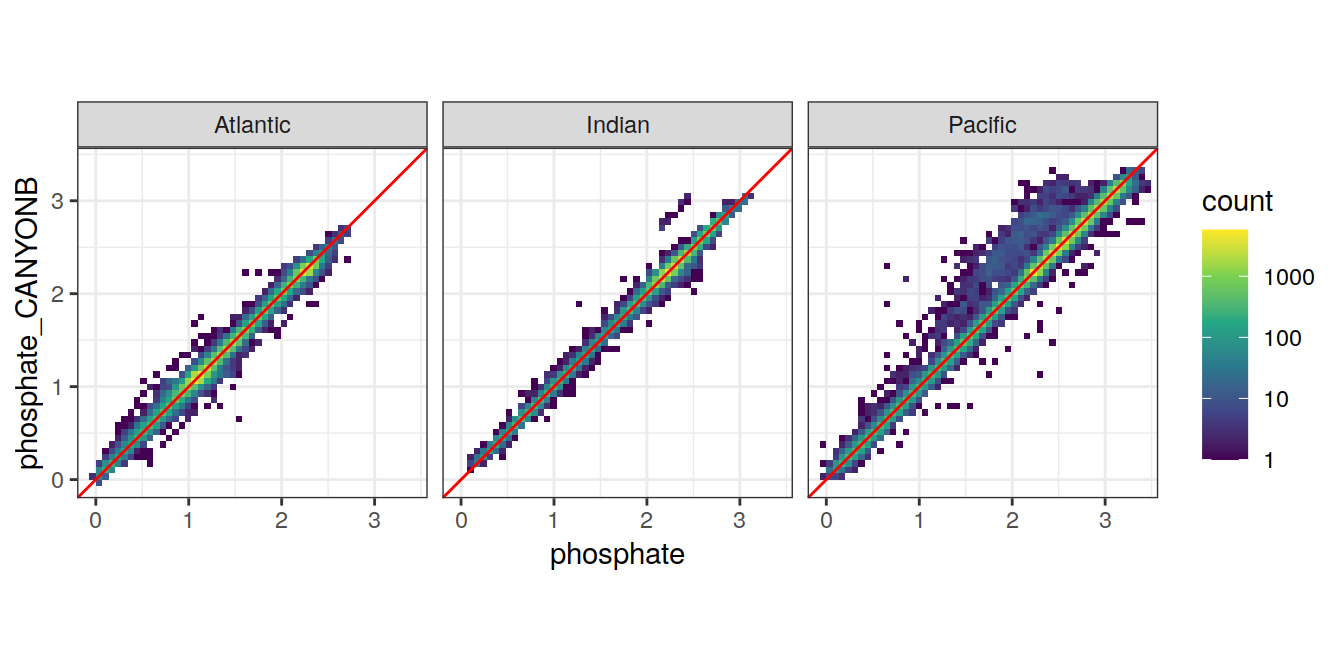 Atlantic
Indian
Pacific
phosphate_CANYONB
3
2
1
0
0 1 2 3
0 1 2 3
0 1 2 3
phosphate
count
1000
100
10
1